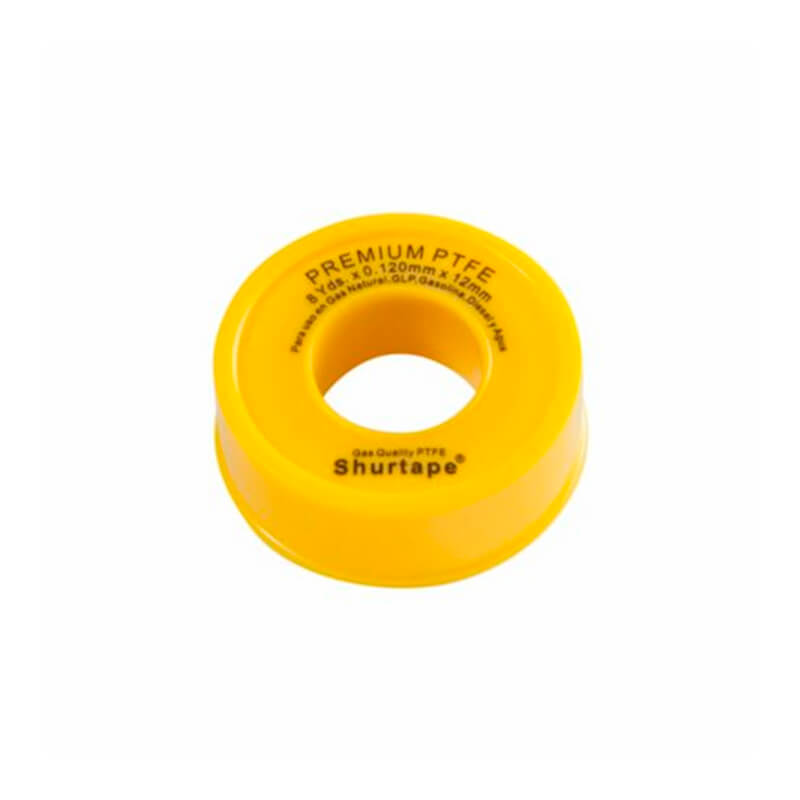 PREMIUM PTFE
8 Yds. x 0.120mm x 12mm
Para uso en Gas Natural, GLP, Gasolina, Diesel y Agua
Gas Quality PTFE
Shurtape®